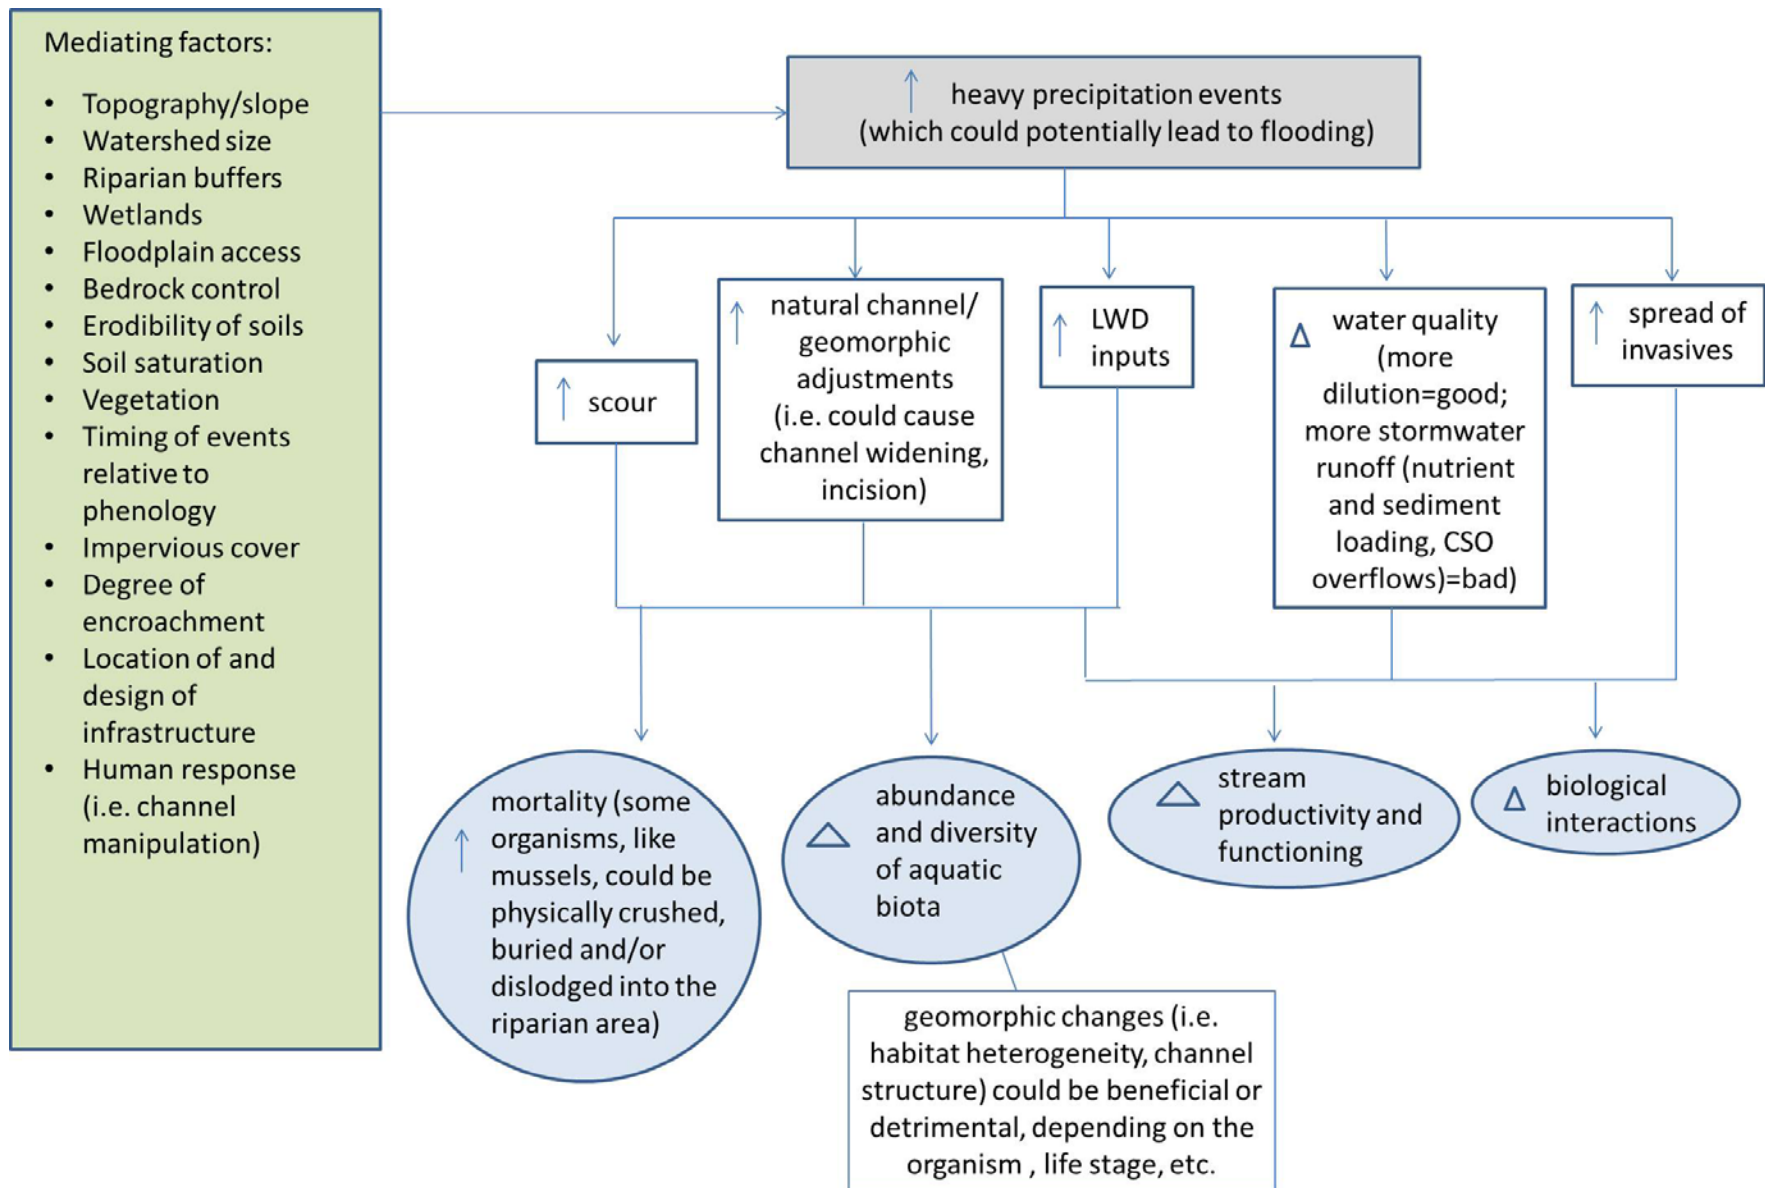 Mediating factors:
• Topography/slope
• Watershed size
• Riparian buffers
• Wetlands
• Floodplain access
• Bedrock control
• Erodibility of soils
• Soil saturation
• Vegetation
• Timing of events
relative to
phenology
• Impervious cover
• Degree of
encroachment
• Location of and
design of
infrastructure
• Human response
(i.e. channel
manipulation)
↑ heavy precipitation events
(which could potentially lead to flooding)
↑ scour
↑ natural channel/
geomorphic
adjustments
(i.e. could cause
channel widening,
incision)
↑ LWD
inputs
Δ water quality
(more
dilution=good;
more stormwater
runoff (nutrient
and sediment
loading, CSO
overflows)=bad)
↑ spread of
invasives
↑ mortality (some
organisms, like
mussels, could be
physically crushed,
buried and/or
dislodged into the
riparian area)
Δ abundance
and diversity
of aquatic
biota
Δ stream
productivity and
functioning
Δ biological
interactions
geomorphic changes (i.e.
habitat heterogeneity, channel
structure) could be beneficial or
detrimental, depending on the
organism , life stage, etc.